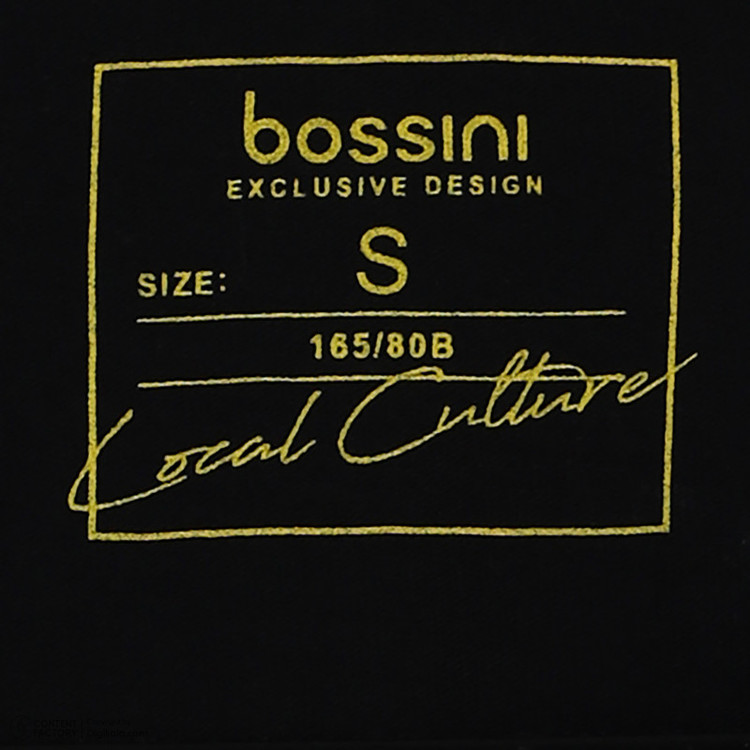 bossini
EXCLUSIVE DESIGN
SIZE: S
165/80B
Local Culture